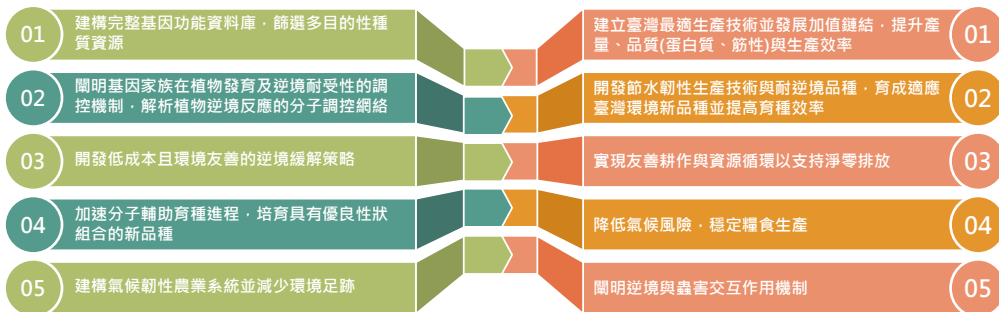 01
建構完整基因功能資料庫，篩選多目的性種
質資源
02
闡明基因家族在植物發育及逆境耐受性的調
控機制，解析植物逆境反應的分子調控網絡
03
開發低成本且環境友善的逆境緩解策略
04
加速分子輔助育種進程，培育具有優良性狀
組合的新品種
05
建構氣候韌性農業系統並減少環境足跡
建立臺灣最適生產技術並發展加值鏈結，提升產
量、品質(蛋白質、筋性)與生產效率
01
開發節水韌性生產技術與耐逆境品種，育成適應
臺灣環境新品種並提高育種效率
02
實現友善耕作與資源循環以支持淨零排放
03
降低氣候風險，穩定糧食生產
04
闡明逆境與蟲害交互作用機制
05